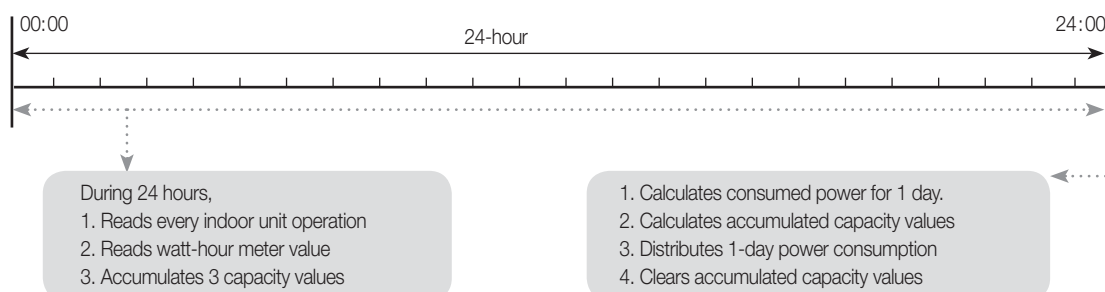 00:00
24:00
24-hour
During 24 hours,
1. Reads every indoor unit operation
2. Reads watt-hour meter value
3. Accumulates 3 capacity values
1. Calculates consumed power for 1 day.
2. Calculates accumulated capacity values
3. Distributes 1-day power consumption
4. Clears accumulated capacity values